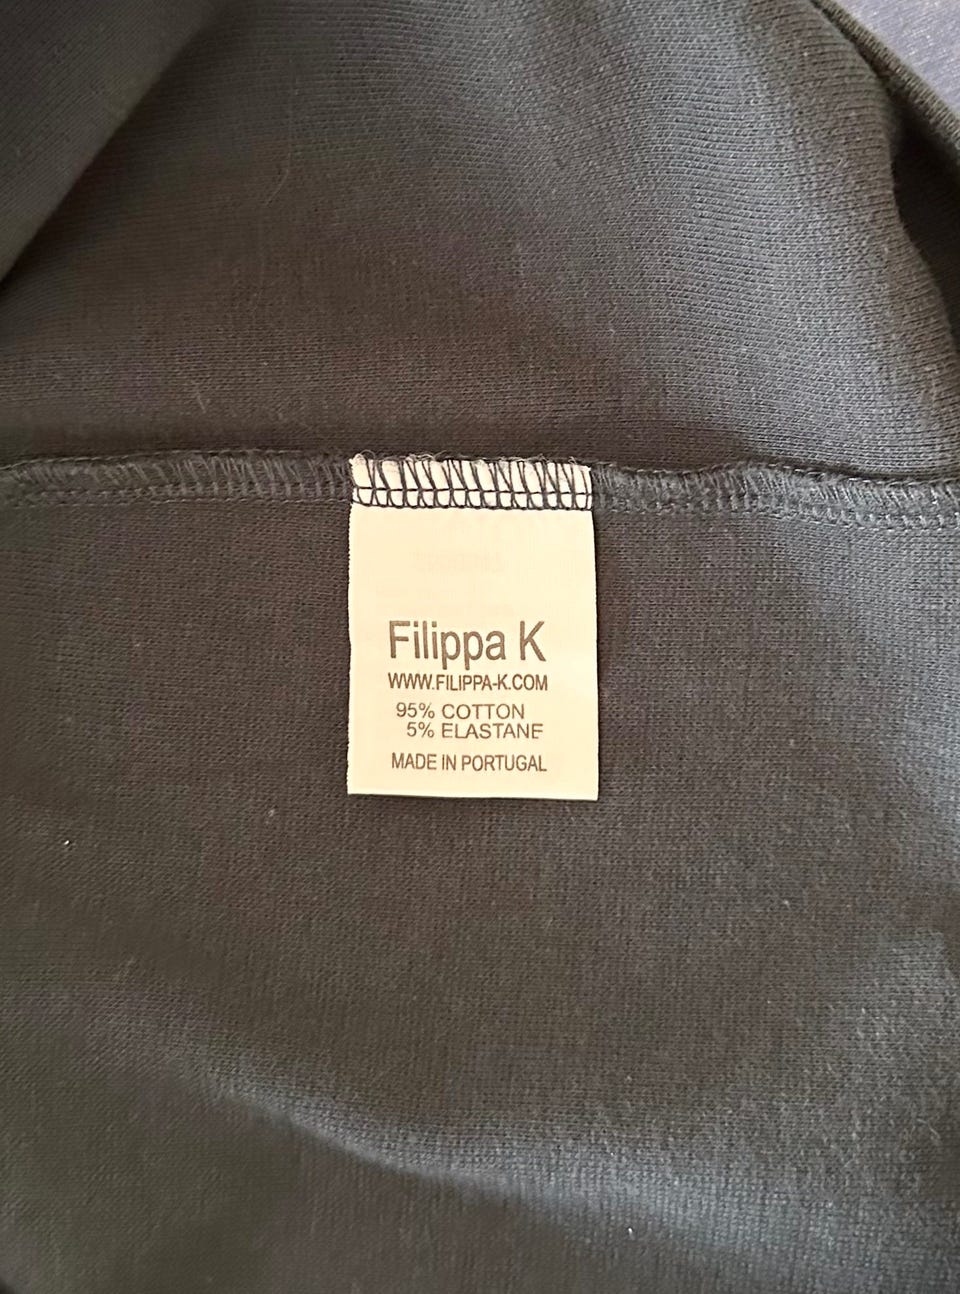 Filippa K
WWW.FILIPPA-K.COM
95% COTTON
5% ELASTANE
MADE IN PORTUGAL